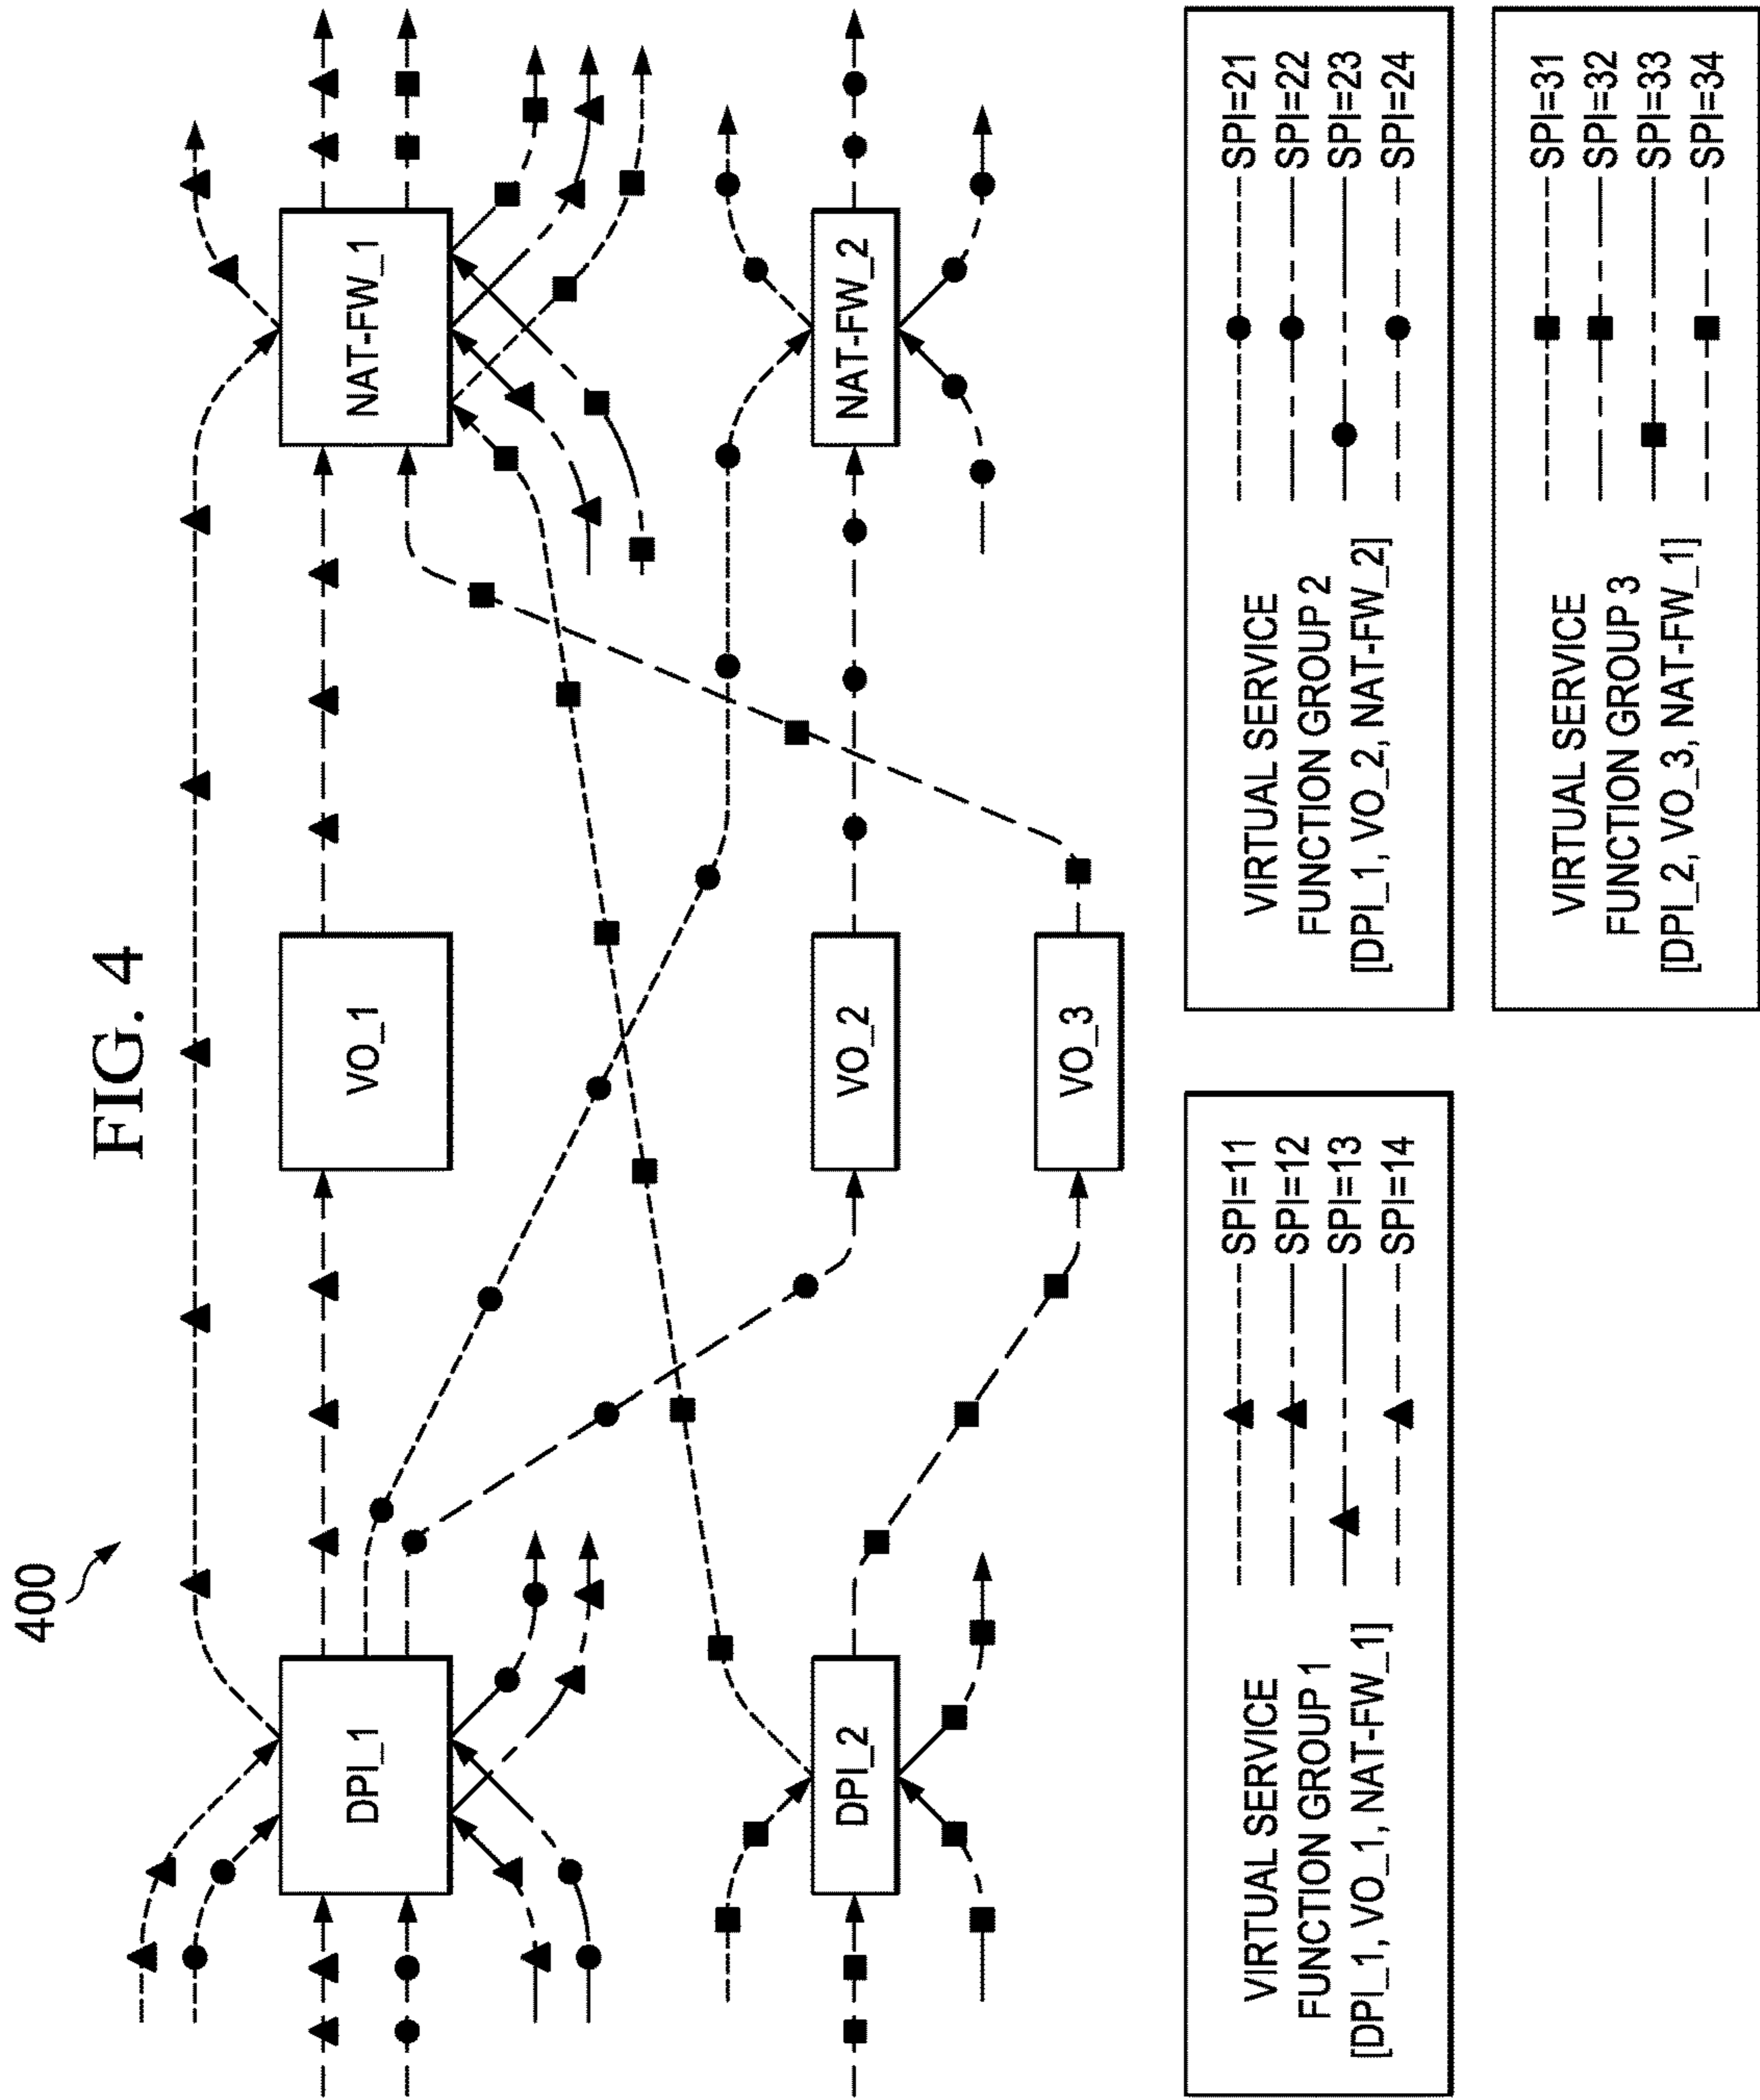 FIG. 4
400
DPI_1
VO_1
NAT-FW_1
DPI_2
VO_2
NAT-FW_2
VO_3
VIRTUAL SERVICE
FUNCTION GROUP 1
[DPI_1, VO_1, NAT-FW_1]
SPI=11
SPI=12
SPI=13
SPI=14
VIRTUAL SERVICE
FUNCTION GROUP 2
[DPI_1, VO_2, NAT-FW_2]
SPI=21
SPI=22
SPI=23
SPI=24
VIRTUAL SERVICE
FUNCTION GROUP 3
[DPI_2, VO_3, NAT-FW_1]
SPI=31
SPI=32
SPI=33
SPI=34